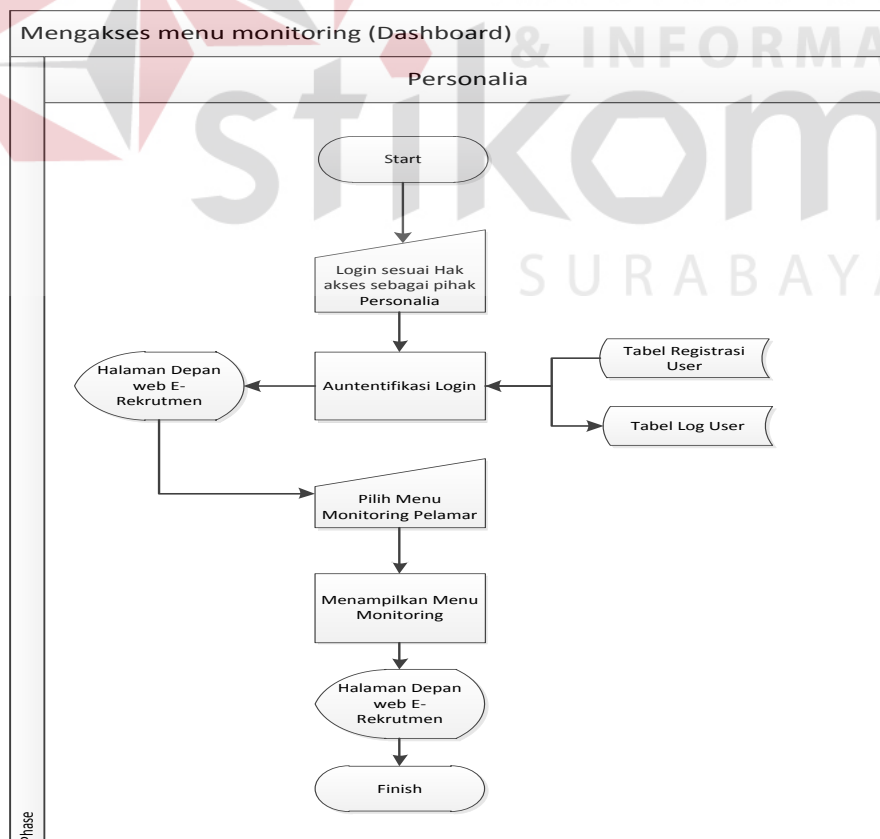 Mengakses menu monitoring (Dashboard)
& INFORMA
Personalia
stikom
SURABAYA
Start
Login sesuai Hak
akses sebagai pihak
Personalia
Halaman Depan
web E-
Rekrutmen
Auntentifikasi Login
Tabel Registrasi
User
Tabel Log User
Pilih Menu
Monitoring Pelamar
Menampilkan Menu
Monitoring
Halaman Depan
web E-
Rekrutmen
Finish
Phase